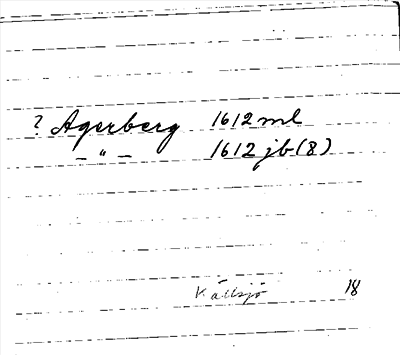 ? Agerberg 1612 ml
– " – 1612 jb (8)
Källsjö 18